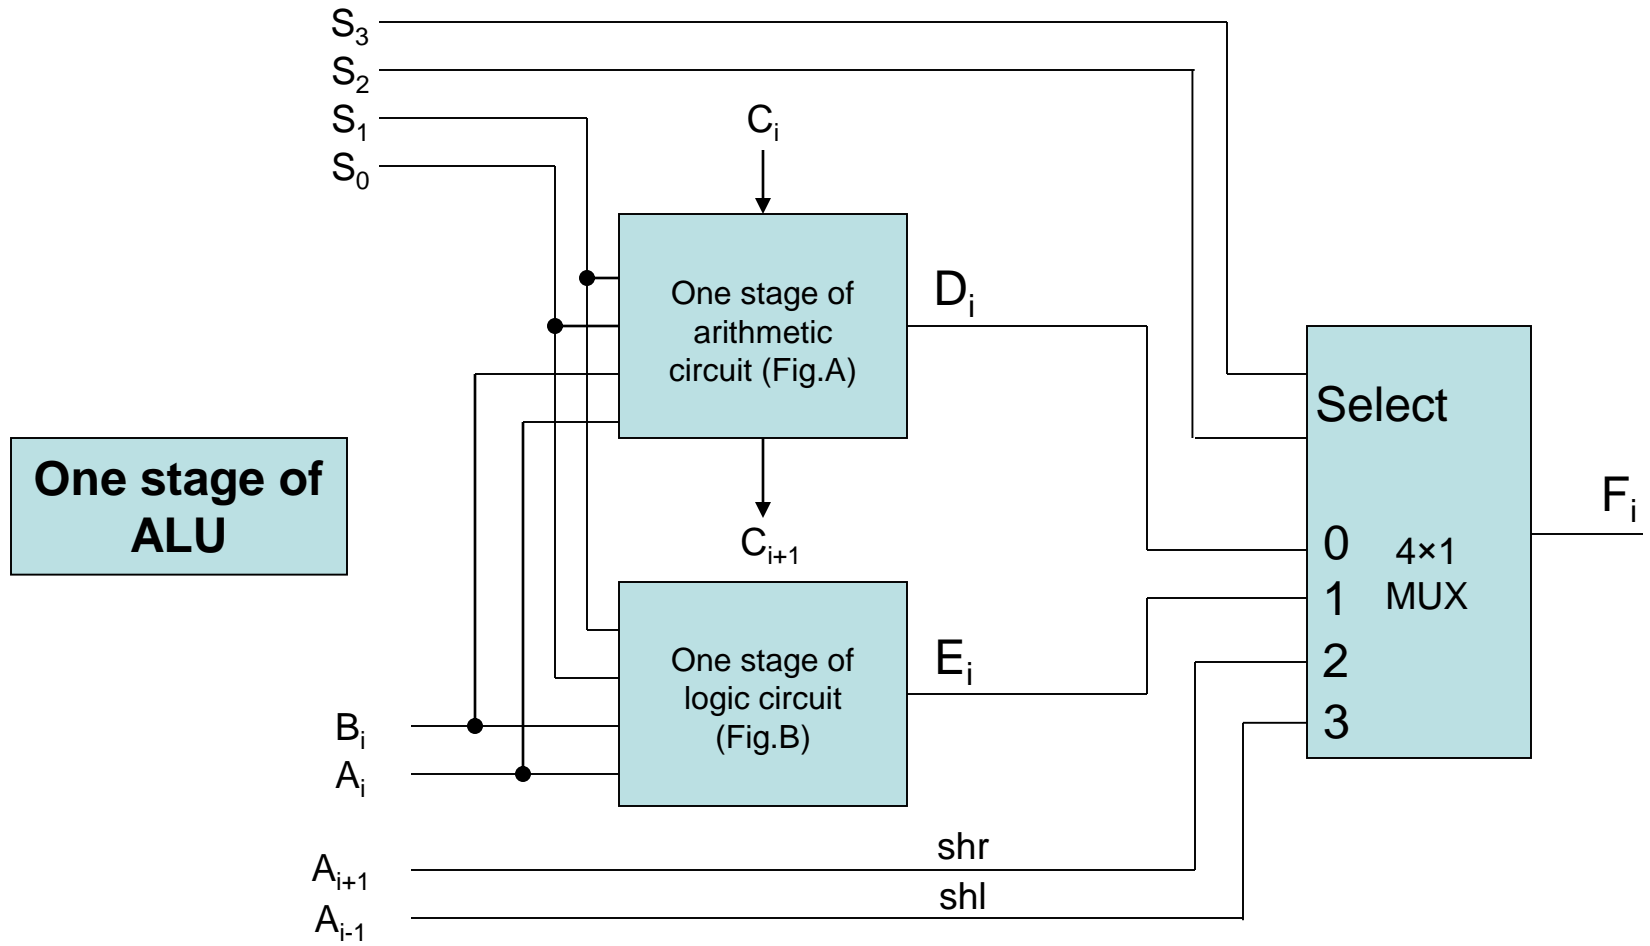 S₃
S₂
S₁
S₀
Cᵢ
One stage of
arithmetic
circuit (Fig.A)
Dᵢ
Select
One stage of
ALU
Cᵢ₊₁
Fᵢ
0
4×1
1
MUX
2
3
One stage of
logic circuit
(Fig.B)
Eᵢ
Bᵢ
Aᵢ
shr
Aᵢ₊₁
shl
Aᵢ₋₁